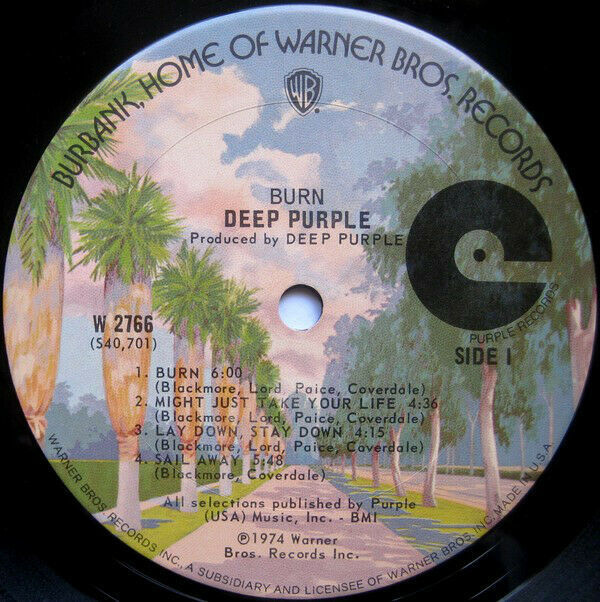 BURBANK, HOME OF WARNER BROS. RECORDS
WB
BURN
DEEP PURPLE
Produced by DEEP PURPLE
PURPLE RECORDS
W 2766
(S40,701)
SIDE I
1. BURN 6:00
(Blackmore, Lord, Paice, Coverdale)
2. MIGHT JUST TAKE YOUR LIFE 4:36
(Blackmore, Lord, Paice, Coverdale)
3. LAY DOWN, STAY DOWN 4:15
(Blackmore, Lord, Paice, Coverdale)
4. SAIL AWAY 5:48
(Blackmore, Coverdale)
All selections published by Purple
(USA) Music, Inc. - BMI
℗1974 Warner
Bros. Records Inc.
WARNER BROS. RECORDS INC., A SUBSIDIARY AND LICENSEE OF WARNER BROS. INC. MADE IN U.S.A.